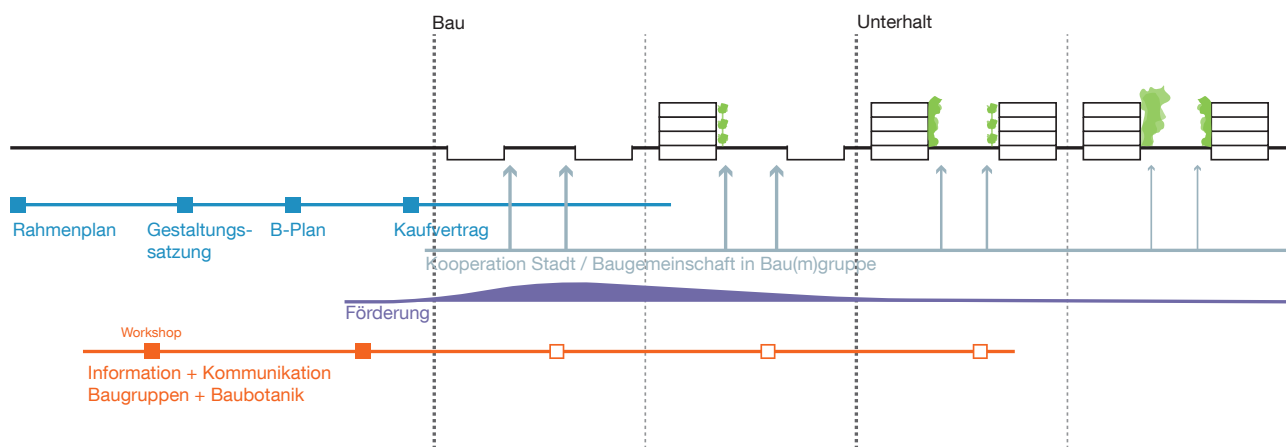 Bau
Unterhalt
Rahmenplan
Gestaltungs-
satzung
B-Plan
Kaufvertrag
Kooperation Stadt / Baugemeinschaft in Bau(m)gruppe
Förderung
Workshop
Information + Kommunikation
Baugruppen + Baubotanik